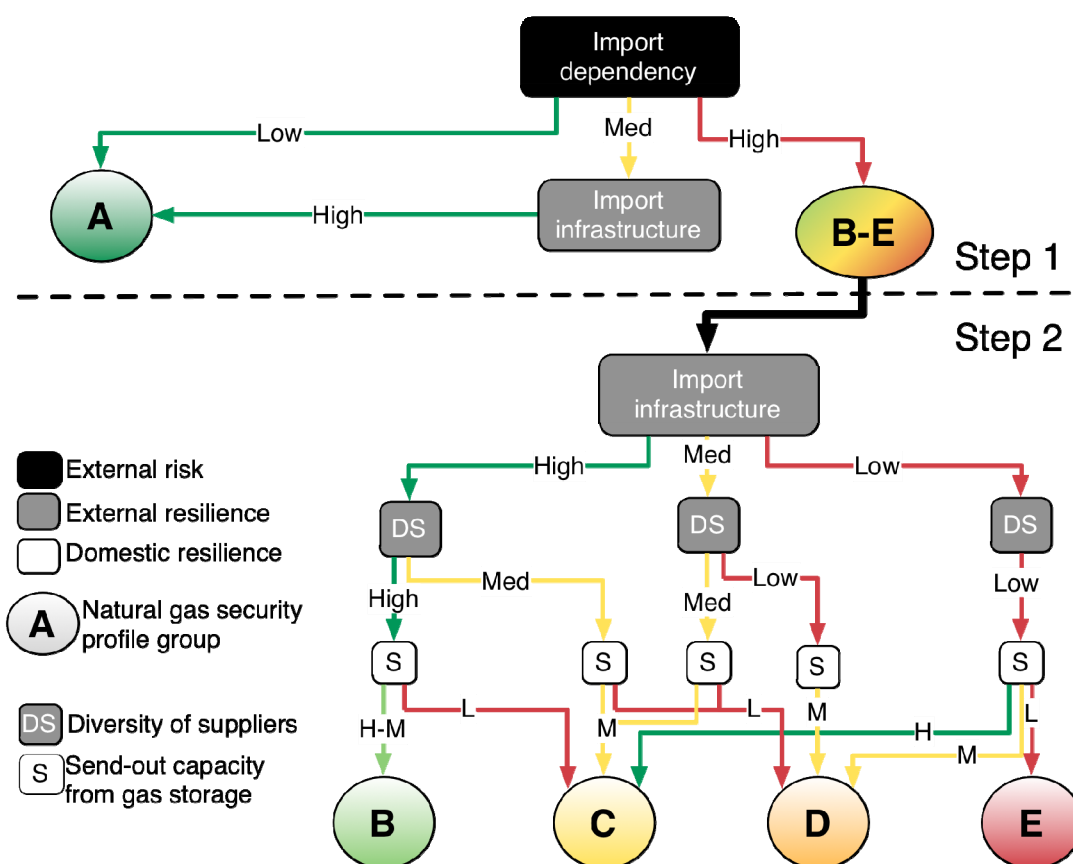 Import
dependency
Low
Med
High
A
High
Import
infrastructure
B-E
Step 1
Step 2
Import
infrastructure
High
Med
Low
External risk
External resilience
Domestic resilience
A
Natural gas security
profile group
DS
Diversity of suppliers
S
Send-out capacity
from gas storage
DS
DS
DS
High
Med
Med
Low
Low
S
S
S
S
S
H-M
L
M
L
M
H
M
L
B
C
D
E